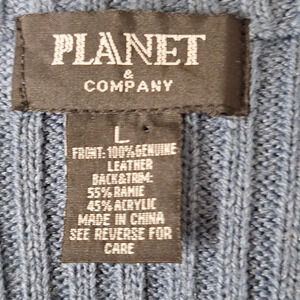 PLANET
&
COMPANY
L
FRONT: 100% GENUINE
LEATHER
BACK&TRIM:
55% RAMIE
45% ACRYLIC
MADE IN CHINA
SEE REVERSE FOR
CARE